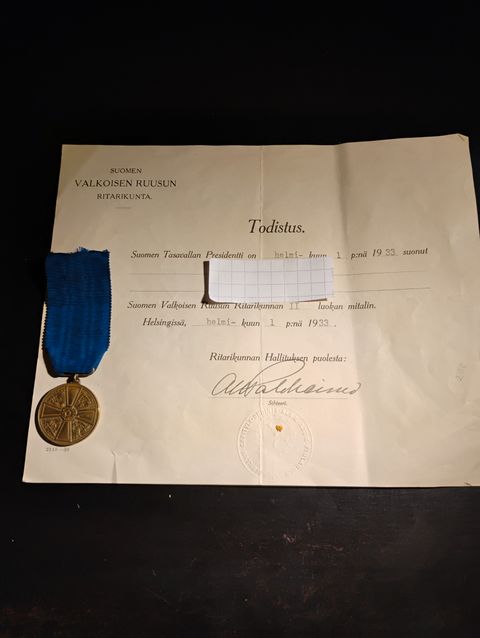 SUOMEN
VALKOISEN RUUSUN
RITARIKUNTA.
Todistus.
Suomen Tasavallan Presidentti on helmi- kuun 1 p:nä 1933 suonut
Suomen Valkoisen Ruusun Ritarikunnan II luokan mitalin.
Helsingissä, helmi- kuun 1 p:nä 1933.
Ritarikunnan Hallituksen puolesta:
Sihteeri.